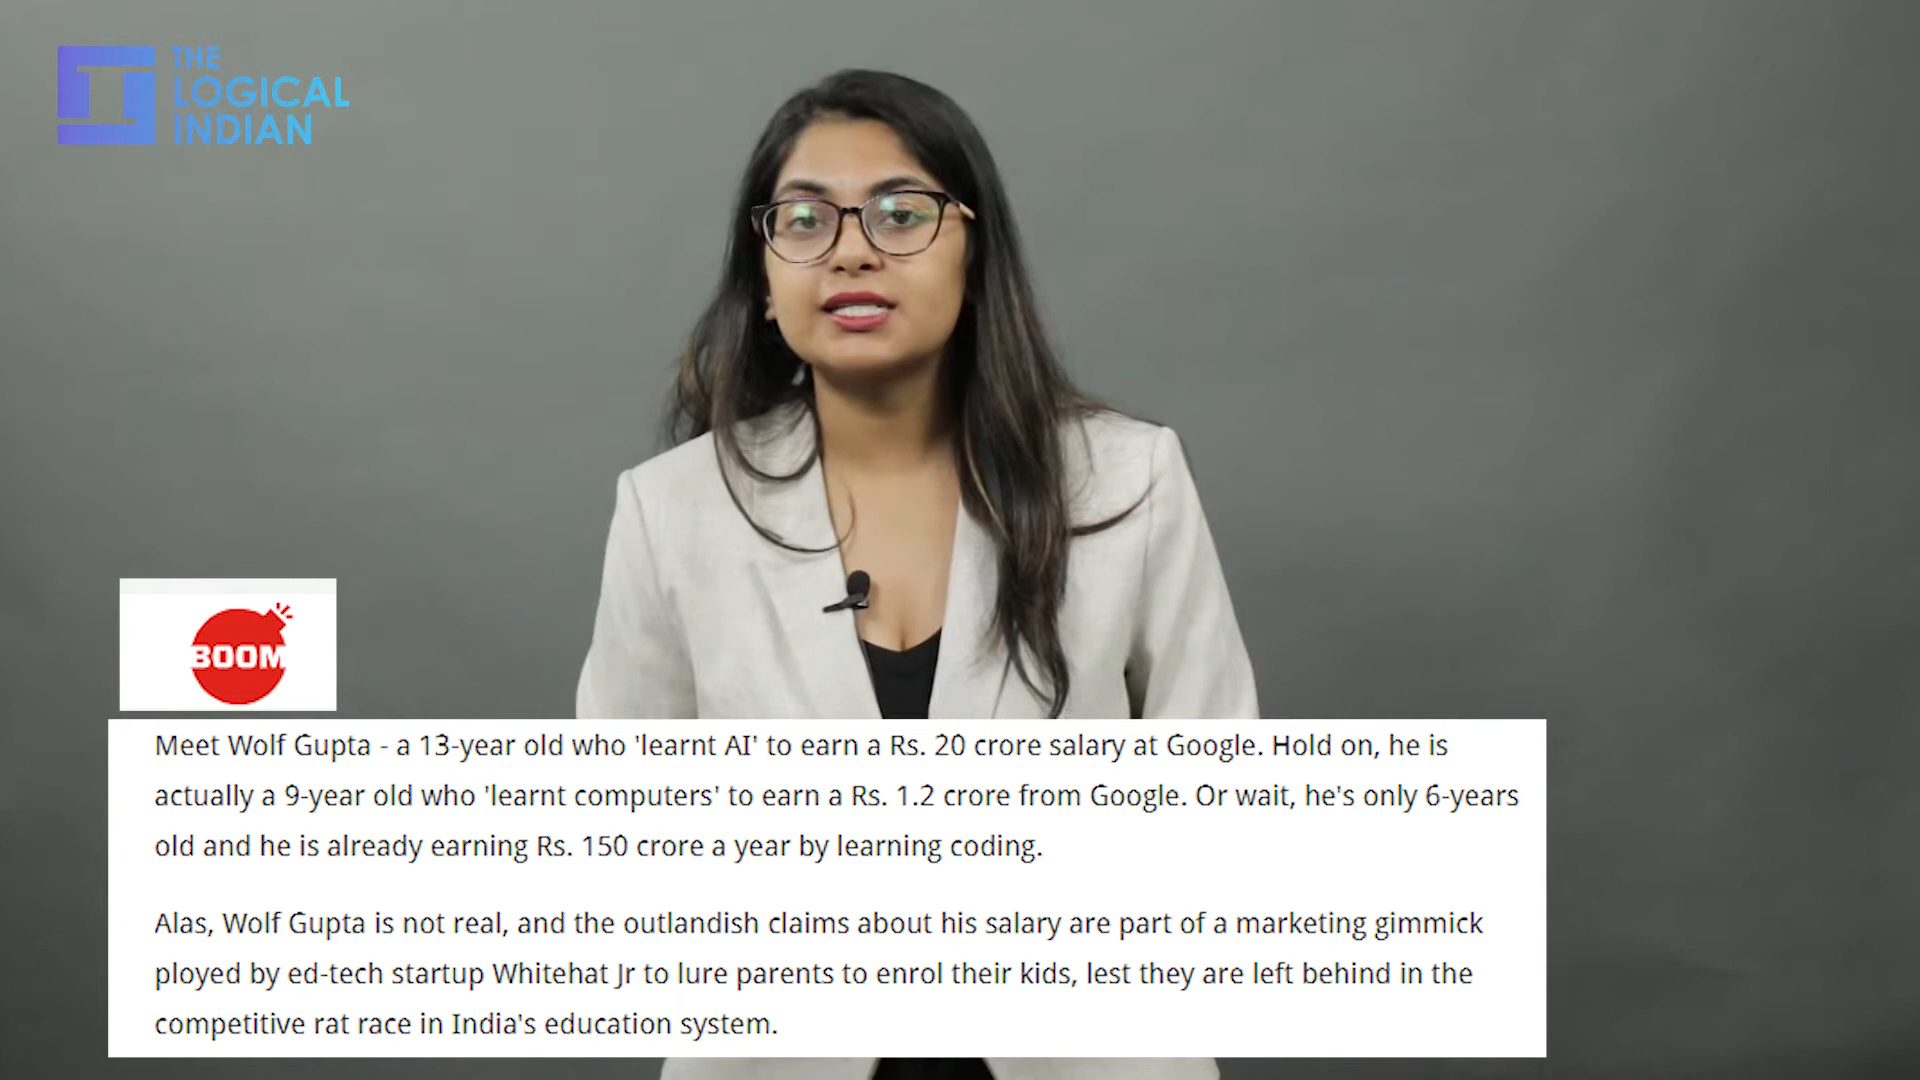 THE
LOGICAL
INDIAN
BOOM
Meet Wolf Gupta - a 13-year old who 'learnt AI' to earn a Rs. 20 crore salary at Google. Hold on, he is
actually a 9-year old who 'learnt computers' to earn a Rs. 1.2 crore from Google. Or wait, he's only 6-years
old and he is already earning Rs. 150 crore a year by learning coding.
Alas, Wolf Gupta is not real, and the outlandish claims about his salary are part of a marketing gimmick
ployed by ed-tech startup Whitehat Jr to lure parents to enrol their kids, lest they are left behind in the
competitive rat race in India's education system.